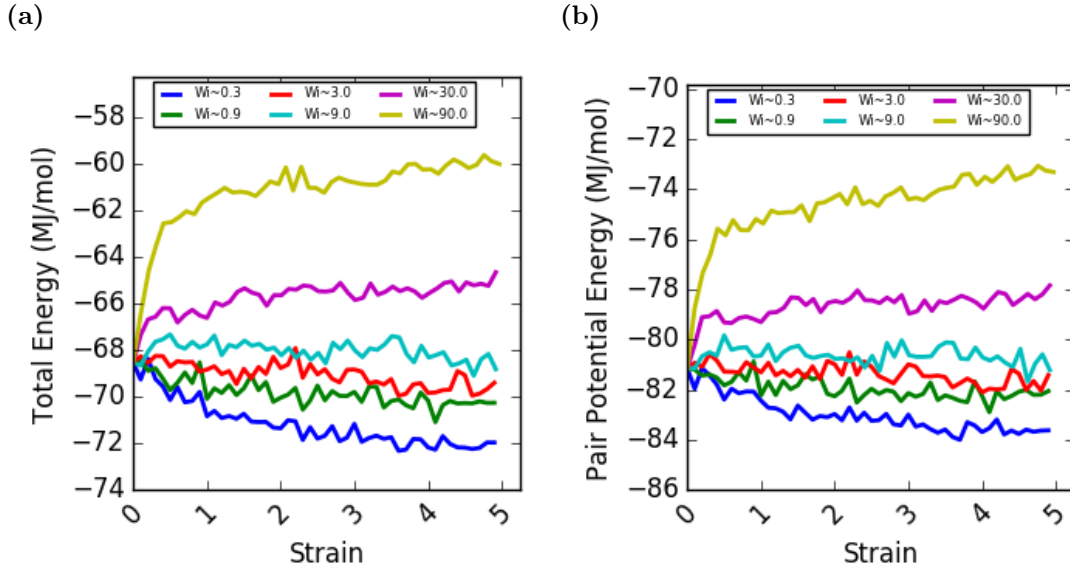 (a)
(b)
Wi~0.3 Wi~3.0 Wi~30.0
Wi~0.9 Wi~9.0 Wi~90.0
−58
−60
−62
−64
−66
−68
−70
−72
−74
Total Energy (MJ/mol)
0 1 2 3 4 5
Strain
Wi~0.3 Wi~3.0 Wi~30.0
Wi~0.9 Wi~9.0 Wi~90.0
−70
−72
−74
−76
−78
−80
−82
−84
−86
Pair Potential Energy (MJ/mol)
0 1 2 3 4 5
Strain